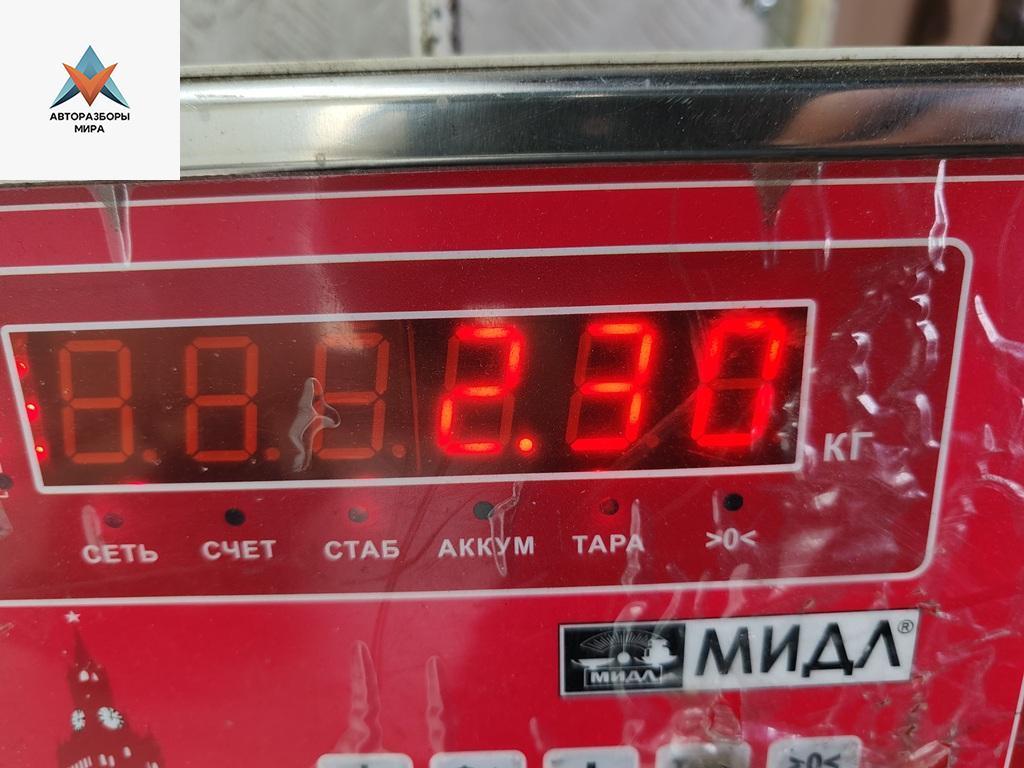 АВТОРАЗБОРЫ
МИРА
2.30
КГ
СЕТЬ СЧЕТ СТАБ АККУМ ТАРА >0<
МИДЛ МИДЛ®